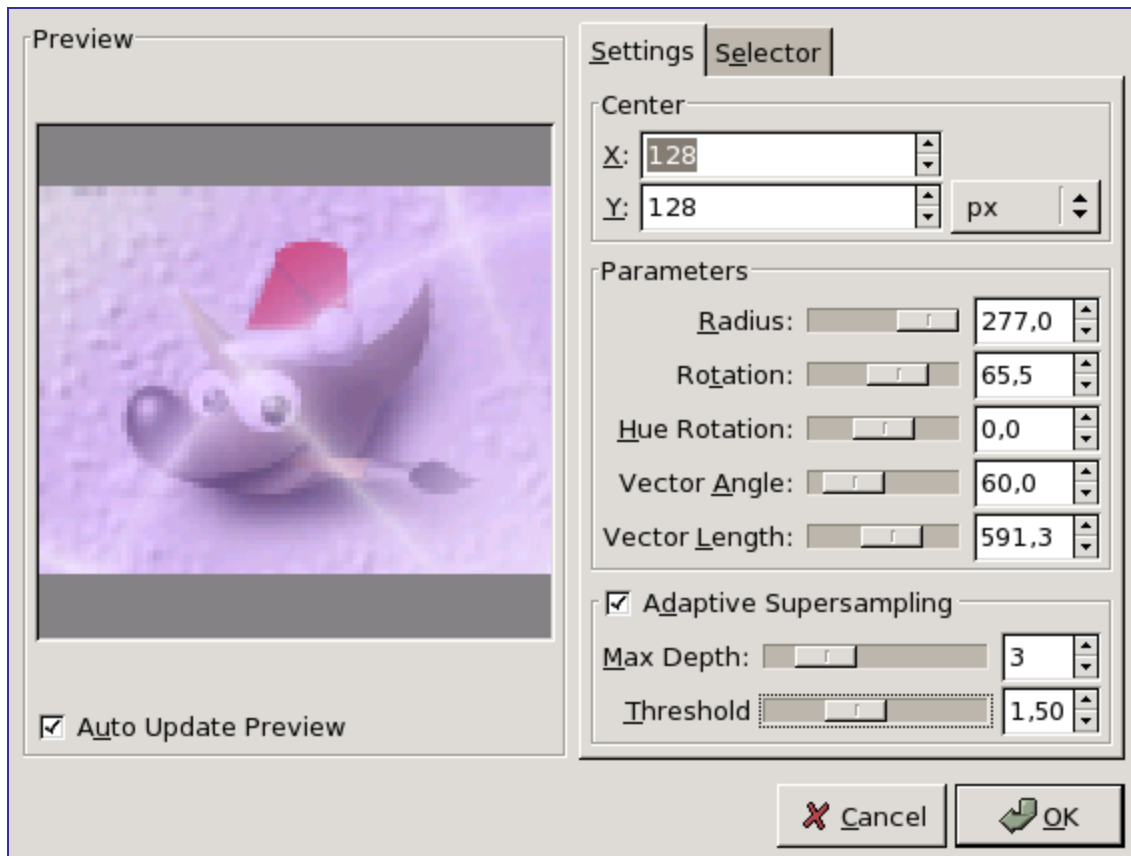 Preview
Auto Update Preview
Settings Selector
Center
X: 128
Y: 128 px
Parameters
Radius: 277,0
Rotation: 65,5
Hue Rotation: 0,0
Vector Angle: 60,0
Vector Length: 591,3
Adaptive Supersampling
Max Depth: 3
Threshold 1,50
Cancel OK